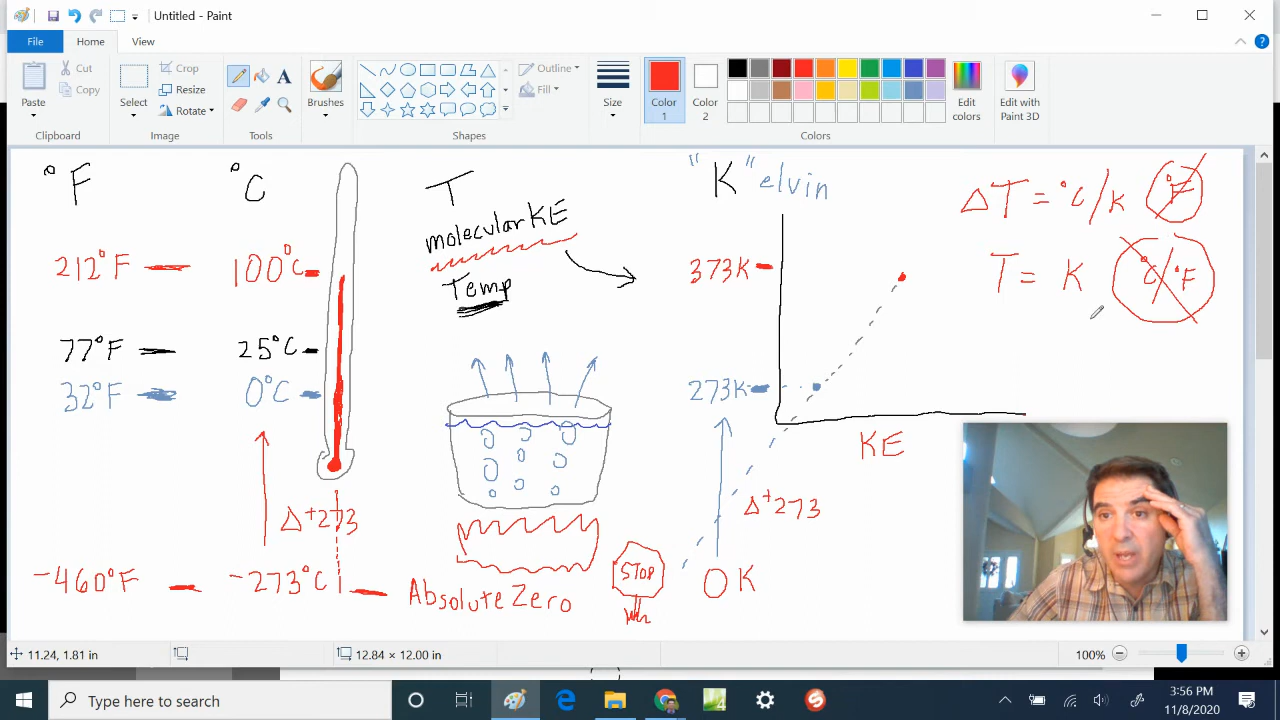 Untitled - Paint
File Home View
Paste
Cut
Copy
Clipboard
Select
Crop
Resize
Rotate
Image
A
Tools
Brushes
Shapes
Outline
Fill
Size
Color 1
Color 2
Edit colors
Colors
Edit with Paint 3D
°F
°C
T
molecular KE
Temp
"K"elvin
ΔT = °C/K °F
T = K °C/°F
212°F
100°C
373K
77°F
25°C
32°F
0°C
273K
KE
Δ+273
Δ+273
-460°F
-273°C
Absolute Zero
STOP
0 K
11.24, 1.81 in
12.84 × 12.00 in
100%
Type here to search
3:56 PM
11/8/2020